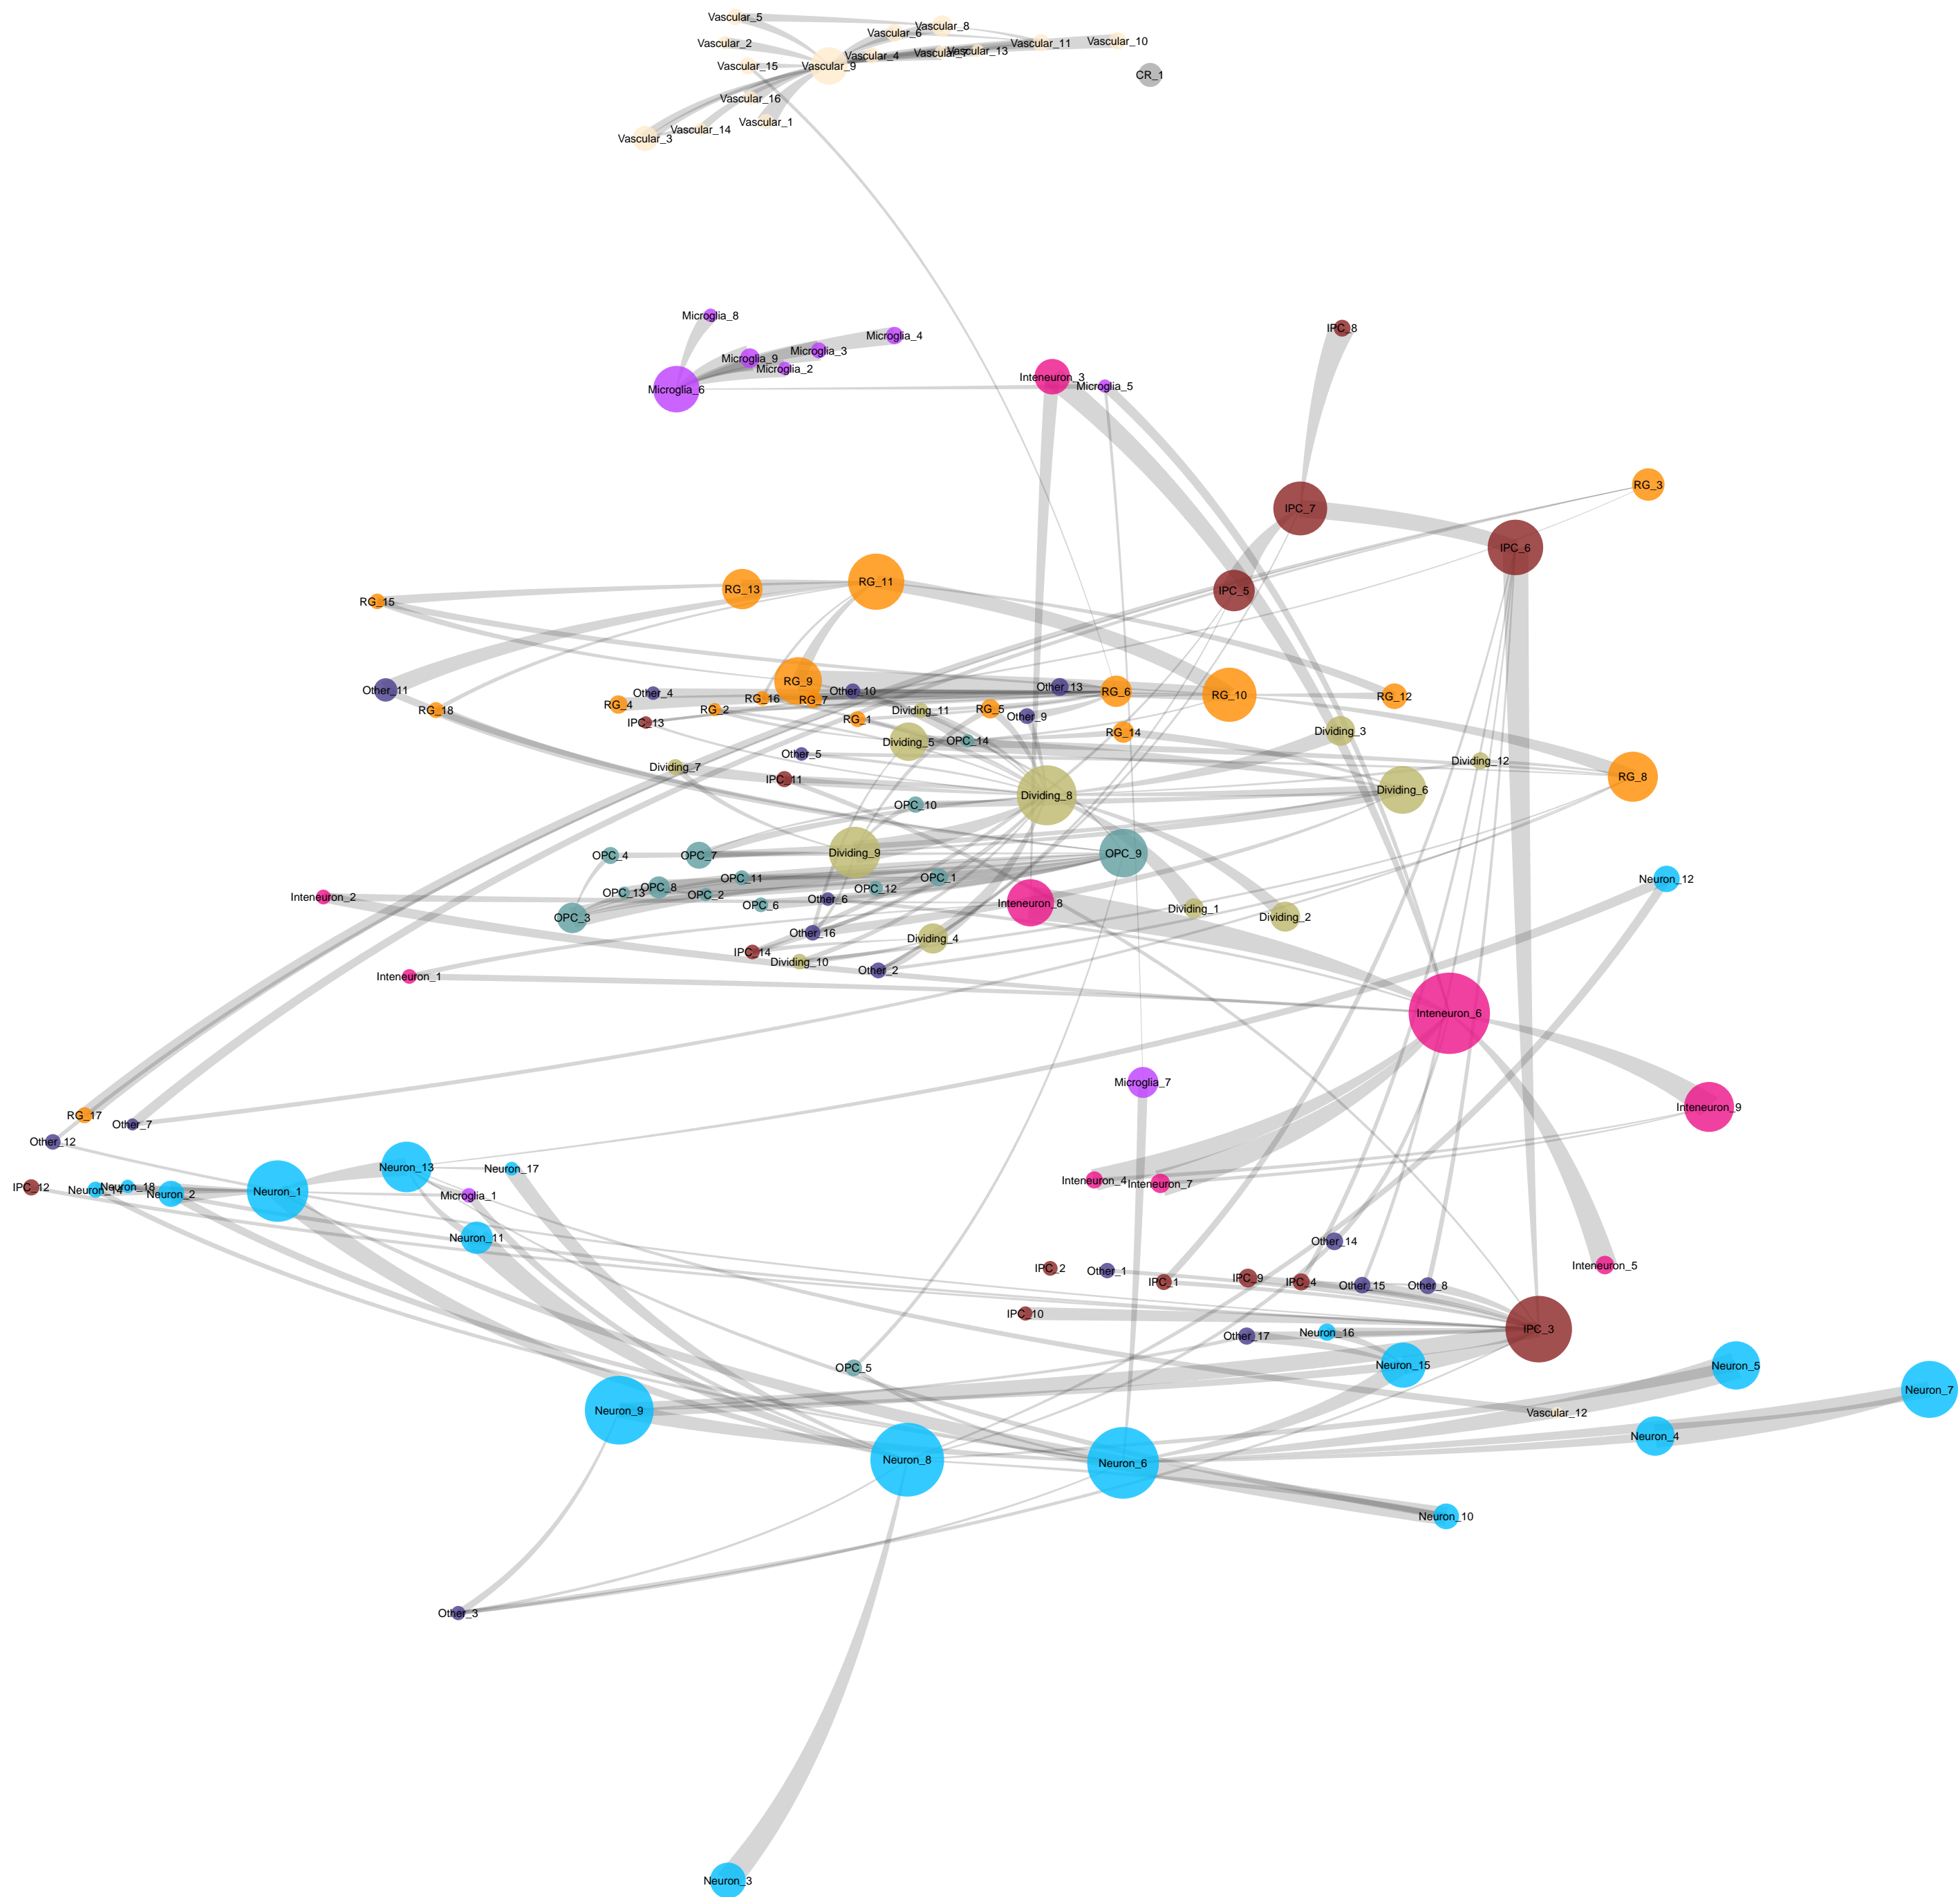 Vascular_5
Vascular_8
Vascular_6
Vascular_2
Vascular_11
Vascular_10
Vascular_4
Vascular_7
Vascular_13
Vascular_15
Vascular_9
CR_1
Vascular_16
Vascular_1
Vascular_14
Vascular_3
Microglia_8
IPC_8
Microglia_4
Microglia_3
Microglia_9
Microglia_2
Inteneuron_3
Microglia_5
Microglia_6
RG_3
IPC_7
IPC_6
RG_11
RG_13
IPC_5
RG_15
RG_9
Other_13
Other_11
Other_4
Other_10
RG_6
RG_10
RG_12
RG_16
RG_7
RG_4
RG_18
RG_2
RG_5
Dividing_11
Other_9
RG_1
IPC_13
Dividing_3
RG_14
Dividing_5
OPC_14
Other_5
Dividing_12
Dividing_7
RG_8
IPC_11
Dividing_6
Dividing_8
OPC_10
Dividing_9
OPC_9
OPC_4
OPC_7
OPC_11
OPC_1
Neuron_12
OPC_8
OPC_12
OPC_13
OPC_2
Inteneuron_2
Other_6
Inteneuron_8
OPC_6
Dividing_1
OPC_3
Dividing_2
Other_16
Dividing_4
IPC_14
Dividing_10
Other_2
Inteneuron_1
Inteneuron_6
Microglia_7
Inteneuron_9
RG_17
Other_7
Other_12
Neuron_13
Neuron_17
Inteneuron_4
Inteneuron_7
IPC_12
Neuron_14
Neuron_18
Neuron_2
Neuron_1
Microglia_1
Neuron_11
Other_14
Inteneuron_5
IPC_2
Other_1
IPC_1
IPC_9
IPC_4
Other_15
Other_8
IPC_10
IPC_3
Other_17
Neuron_16
Neuron_15
Neuron_5
OPC_5
Neuron_7
Neuron_9
Vascular_12
Neuron_4
Neuron_8
Neuron_6
Neuron_10
Other_3
Neuron_3